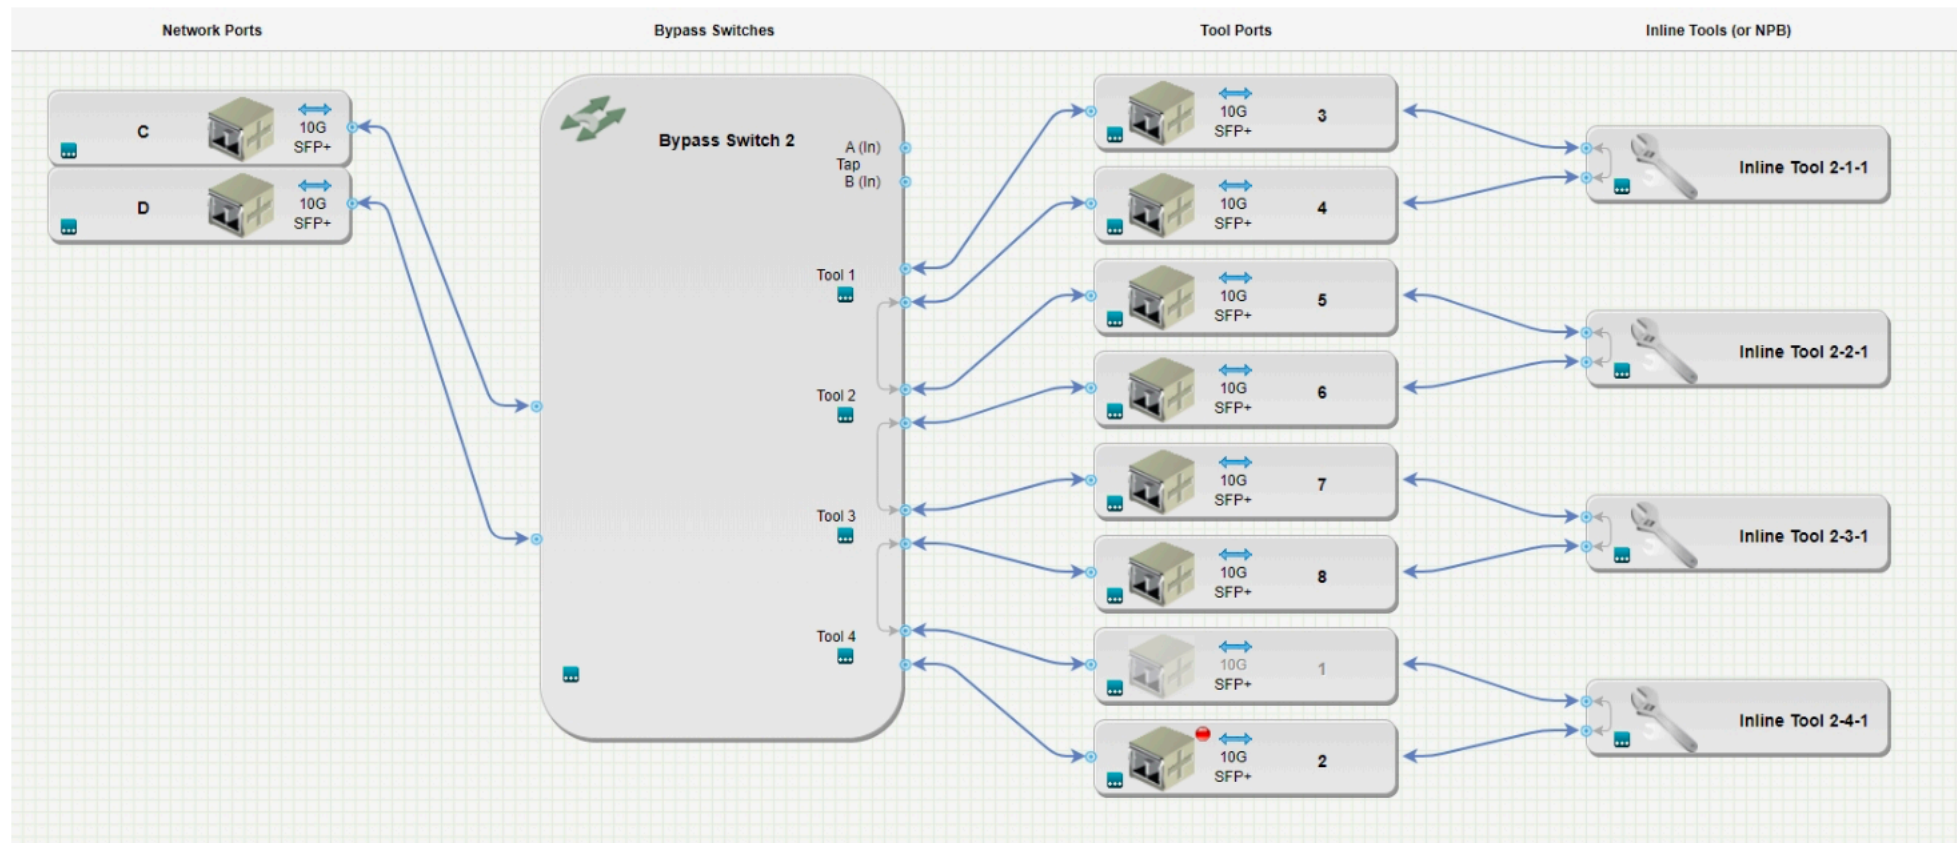 Network Ports
Bypass Switches
Tool Ports
Inline Tools (or NPB)
C
10G
SFP+
D
10G
SFP+
Bypass Switch 2
A (In)
Tap
B (In)
Tool 1
Tool 2
Tool 3
Tool 4
10G
SFP+
3
10G
SFP+
4
10G
SFP+
5
10G
SFP+
6
10G
SFP+
7
10G
SFP+
8
10G
SFP+
1
10G
SFP+
2
Inline Tool 2-1-1
Inline Tool 2-2-1
Inline Tool 2-3-1
Inline Tool 2-4-1